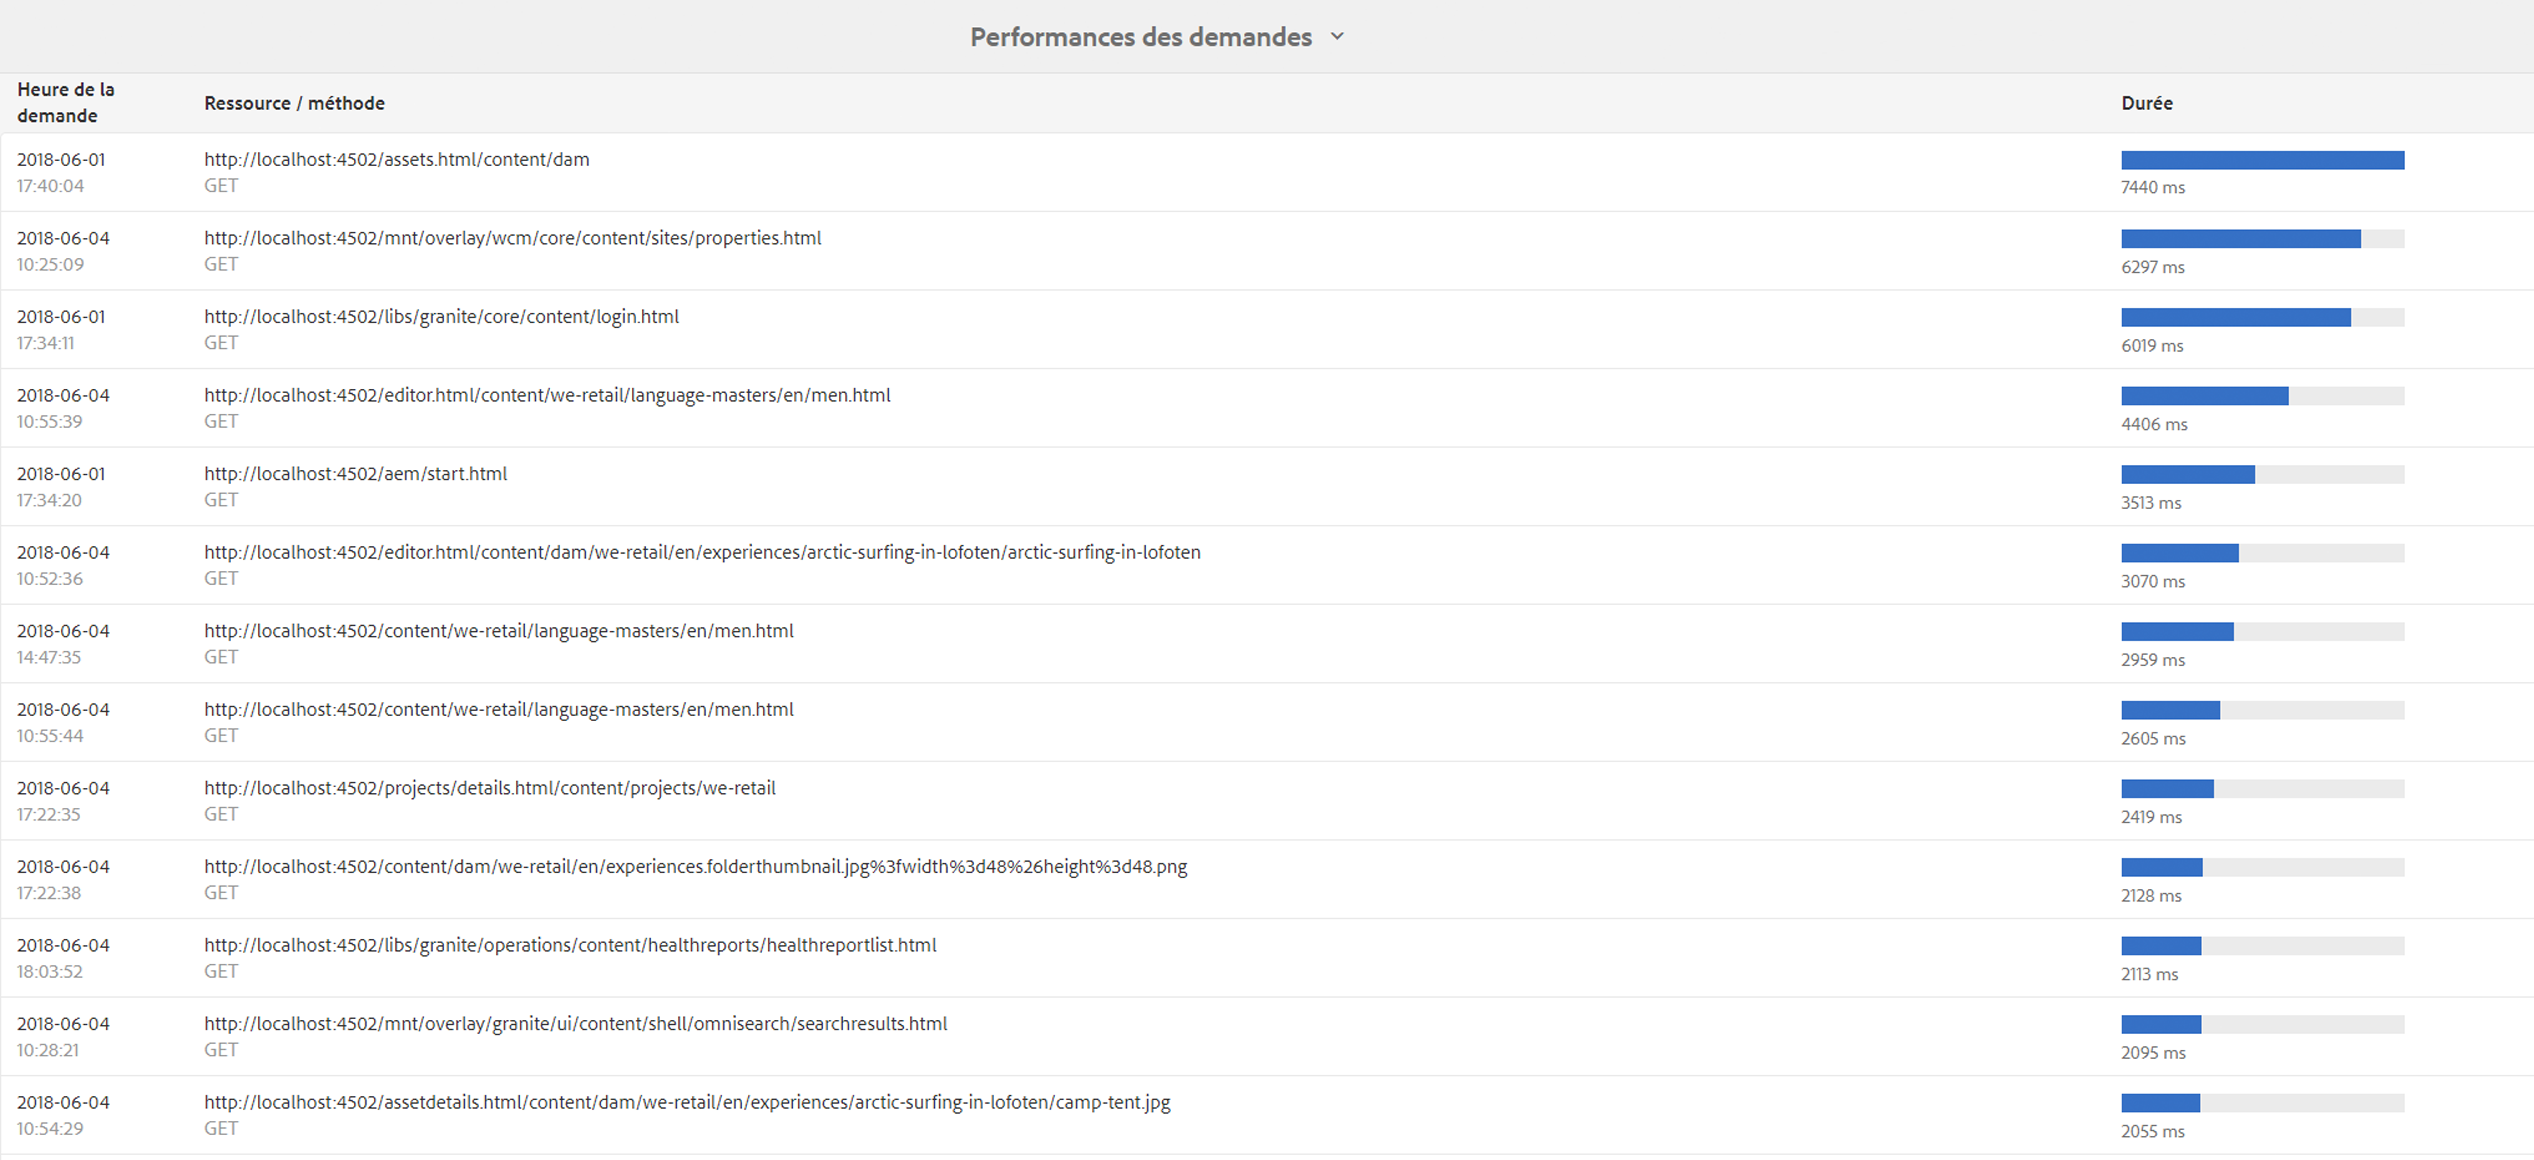 Performances des demandes
Heure de la
demande
Ressource / méthode
Durée
2018-06-01
http://localhost:4502/assets.html/content/dam
17:40:04
GET
7440 ms
2018-06-04
http://localhost:4502/mnt/overlay/wcm/core/content/sites/properties.html
10:25:09
GET
6297 ms
2018-06-01
http://localhost:4502/libs/granite/core/content/login.html
17:34:11
GET
6019 ms
2018-06-04
http://localhost:4502/editor.html/content/we-retail/language-masters/en/men.html
10:55:39
GET
4406 ms
2018-06-01
http://localhost:4502/aem/start.html
17:34:20
GET
3513 ms
2018-06-04
http://localhost:4502/editor.html/content/dam/we-retail/en/experiences/arctic-surfing-in-lofoten/arctic-surfing-in-lofoten
10:52:36
GET
3070 ms
2018-06-04
http://localhost:4502/content/we-retail/language-masters/en/men.html
14:47:35
GET
2959 ms
2018-06-04
http://localhost:4502/content/we-retail/language-masters/en/men.html
10:55:44
GET
2605 ms
2018-06-04
http://localhost:4502/projects/details.html/content/projects/we-retail
17:22:35
GET
2419 ms
2018-06-04
http://localhost:4502/content/dam/we-retail/en/experiences.folderthumbnail.jpg%3fwidth%3d48%26height%3d48.png
17:22:38
GET
2128 ms
2018-06-04
http://localhost:4502/libs/granite/operations/content/healthreports/healthreportlist.html
18:03:52
GET
2113 ms
2018-06-04
http://localhost:4502/mnt/overlay/granite/ui/content/shell/omnisearch/searchresults.html
10:28:21
GET
2095 ms
2018-06-04
http://localhost:4502/assetdetails.html/content/dam/we-retail/en/experiences/arctic-surfing-in-lofoten/camp-tent.jpg
10:54:29
GET
2055 ms